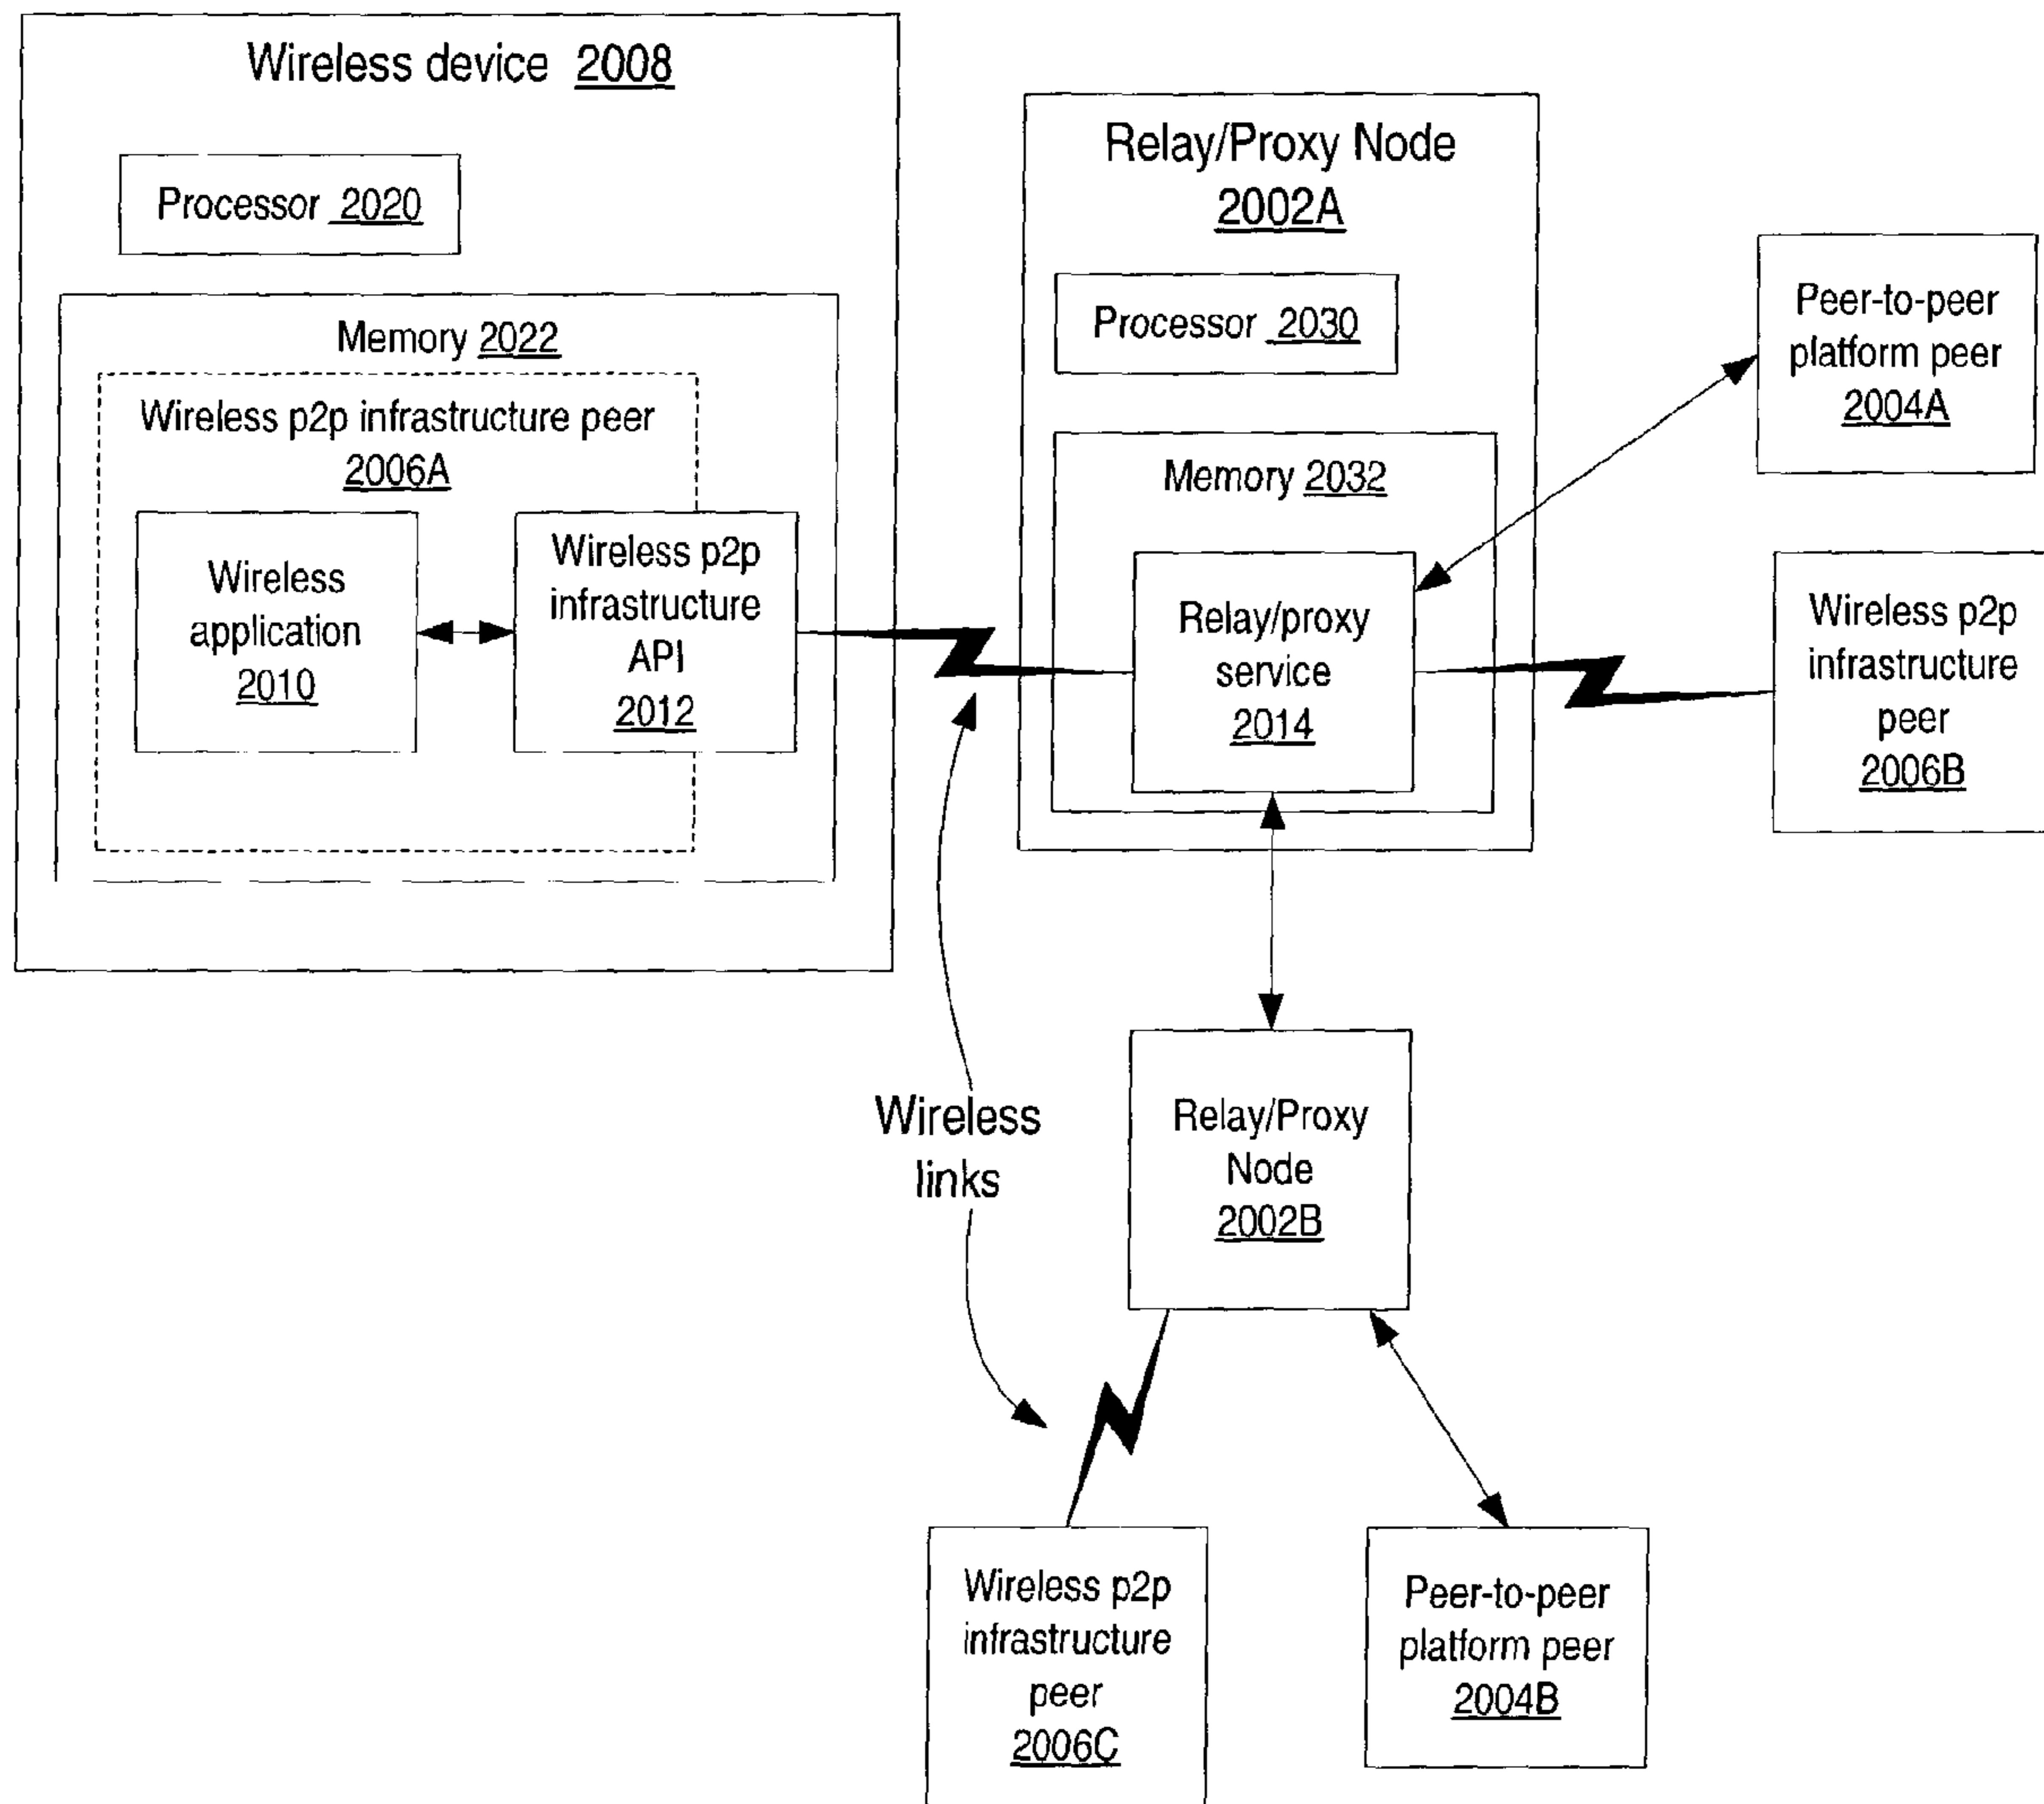 Wireless device 2008
Processor 2020
Memory 2022
Wireless p2p infrastructure peer
2006A
Wireless
application
2010
Wireless p2p
infrastructure
API
2012
Relay/Proxy Node
2002A
Processor 2030
Memory 2032
Relay/proxy
service
2014
Peer-to-peer
platform peer
2004A
Wireless p2p
infrastructure
peer
2006B
Wireless
links
Relay/Proxy
Node
2002B
Wireless p2p
infrastructure
peer
2006C
Peer-to-peer
platform peer
2004B